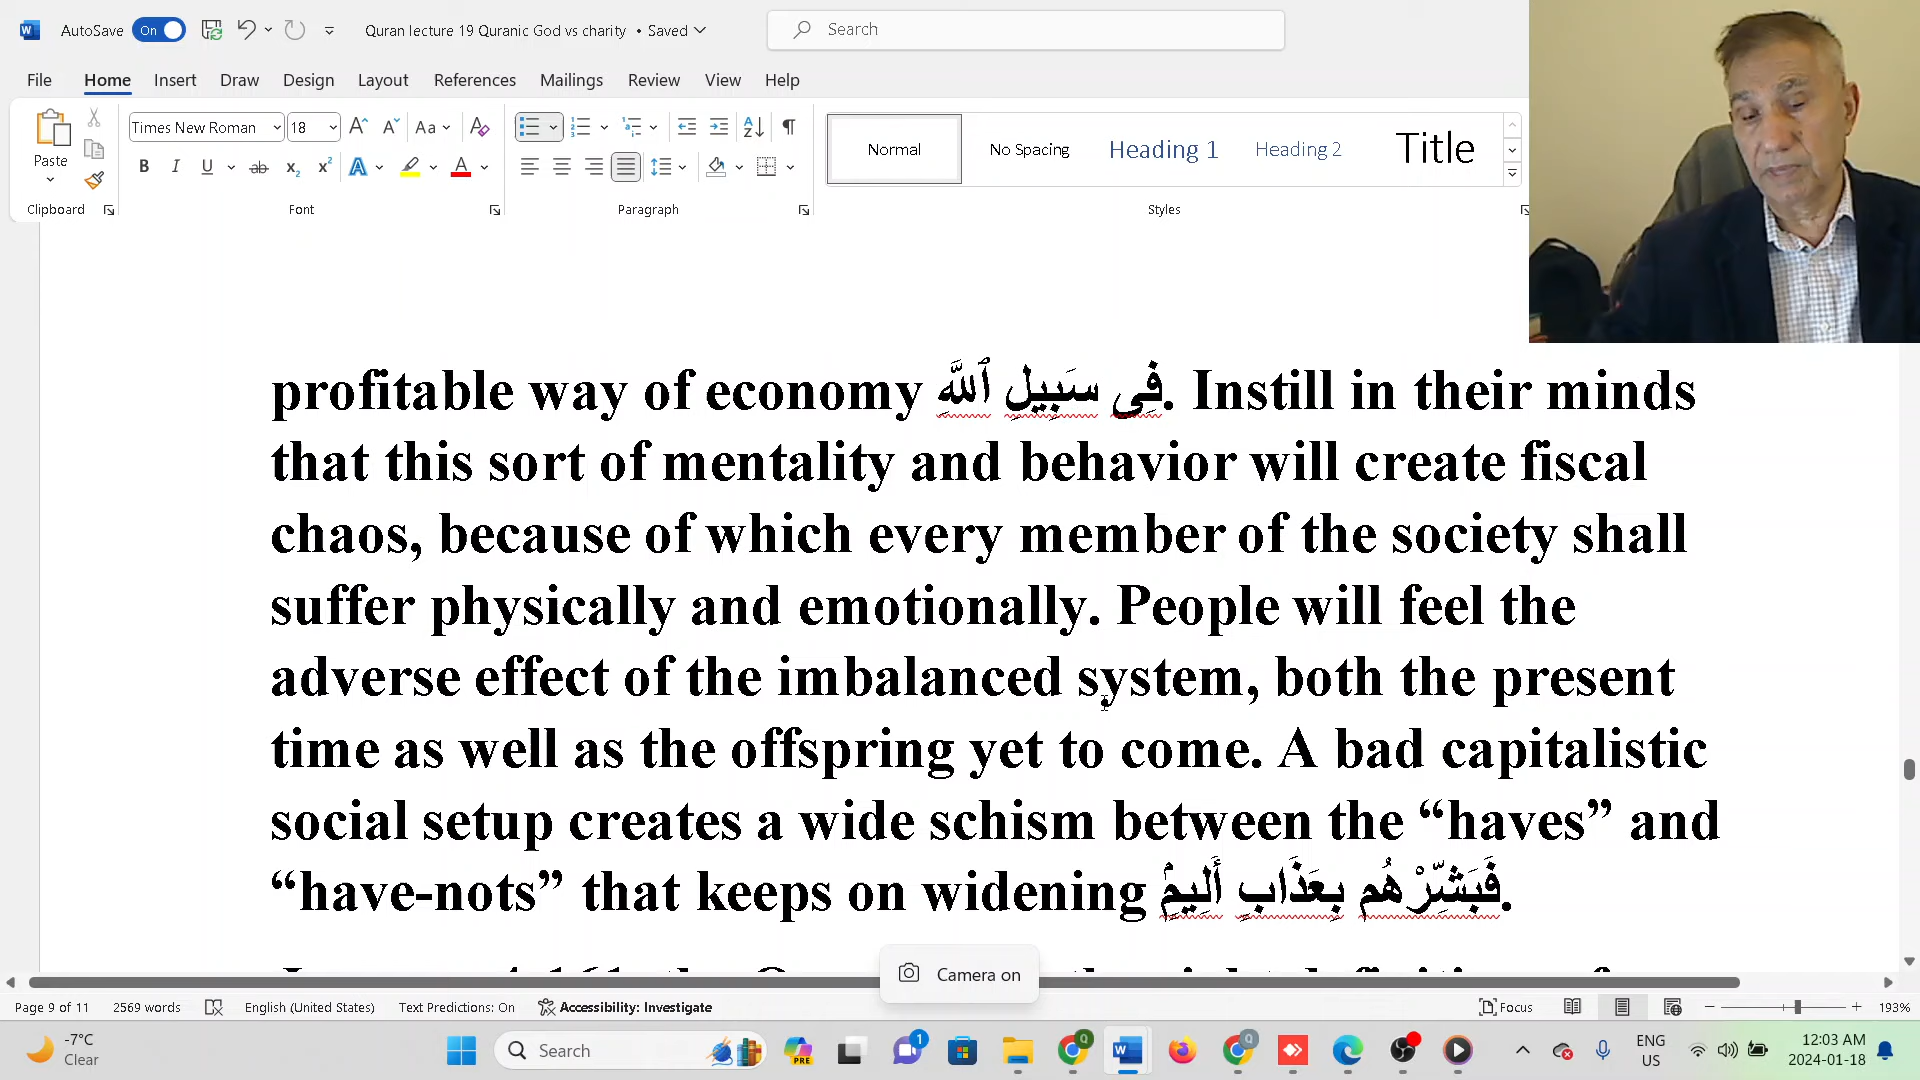 AutoSave On Quran lecture 19 Quranic God vs charity • Saved Search
File Home Insert Draw Design Layout References Mailings Review View Help
Paste Times New Roman 18 Aa Normal No Spacing Heading 1 Heading 2 Title
Clipboard Font Paragraph Styles
profitable way of economy فِى سَبِيلِ ٱللَّهِ. Instill in their minds
that this sort of mentality and behavior will create fiscal
chaos, because of which every member of the society shall
suffer physically and emotionally. People will feel the
adverse effect of the imbalanced system, both the present
time as well as the offspring yet to come. A bad capitalistic
social setup creates a wide schism between the “haves” and
“have-nots” that keeps on widening فَبَشِّرْهُم بِعَذَابٍ أَلِيمٍۢ.
Camera on
Page 9 of 11 2569 words English (United States) Text Predictions: On Accessibility: Investigate Focus 193%
-7°C
Clear
Search
PRE
1
ENG
US
12:03 AM
2024-01-18